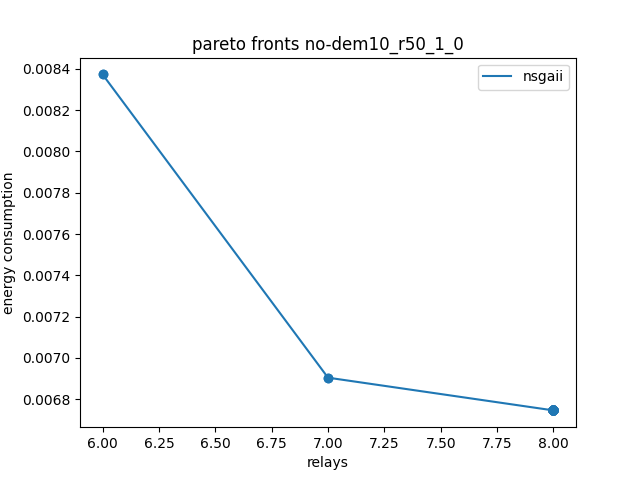 pareto fronts no-dem10_r50_1_0
nsgaii
energy consumption
0.0084
0.0082
0.0080
0.0078
0.0076
0.0074
0.0072
0.0070
0.0068
6.00 6.25 6.50 6.75 7.00 7.25 7.50 7.75 8.00
relays